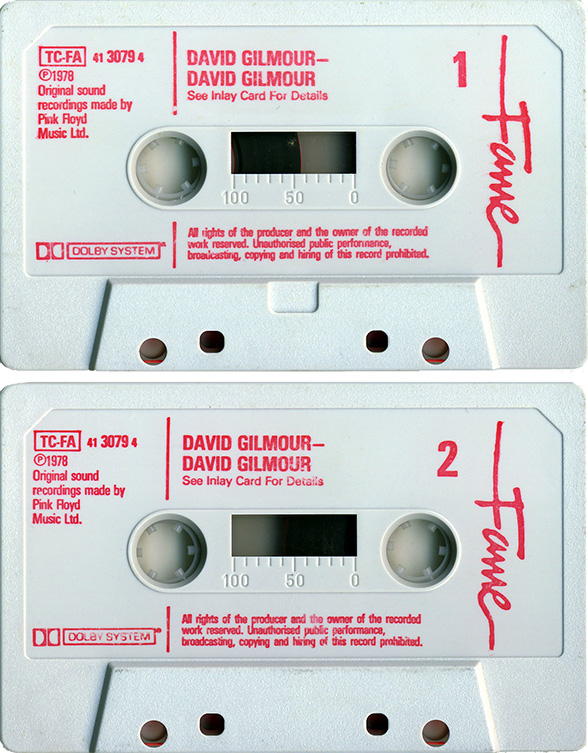 TC-FA 41 3079 4
℗1978
Original sound
recordings made by
Pink Floyd
Music Ltd.
DAVID GILMOUR–
DAVID GILMOUR
See Inlay Card For Details
1
Fame
100 50 0
DOLBY SYSTEM
All rights of the producer and the owner of the recorded
work reserved. Unauthorised public performance,
broadcasting, copying and hiring of this record prohibited.
TC-FA 41 3079 4
℗1978
Original sound
recordings made by
Pink Floyd
Music Ltd.
DAVID GILMOUR–
DAVID GILMOUR
See Inlay Card For Details
2
Fame
100 50 0
DOLBY SYSTEM
All rights of the producer and the owner of the recorded
work reserved. Unauthorised public performance,
broadcasting, copying and hiring of this record prohibited.